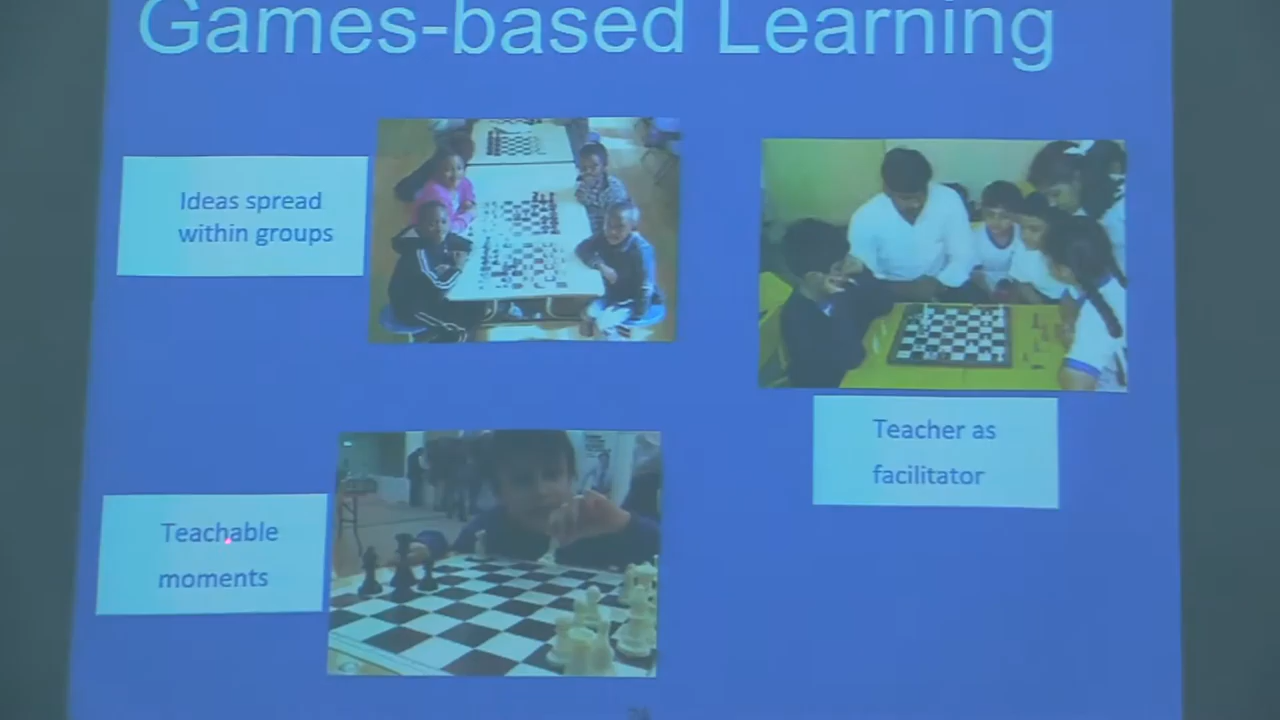 Games-based Learning
Ideas spread
within groups
Teacher as
facilitator
Teachable
moments